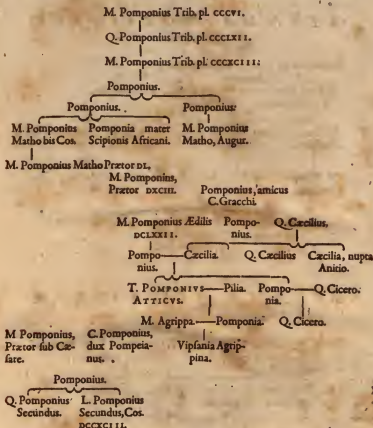 M. Pomponius Trib. pl. CCCVI.
Q. Pomponius Trib. pl. CCCLXII.
M. Pomponius Trib. pl. CCCXCIII:
Pomponius.
Pomponius. Pomponius:
M. Pomponius Pomponia mater M. Pomponius
Matho bis Cos. Scipionis Africani. Matho, Augur.
M. Pomponius Matho Prætor DL.
M. Pomponius,
Prætor DXCIII. Pomponius, amicus
C. Gracchi.
M. Pomponius Ædilis Pompo- Q. Cæcilius,
DCLXXII. nius.
Pompo- Cæcilia. Q. Cæcilius Cæcilia, nupta
nius. Anicio.
T. POMPONIVS Pilia. Pompo- Q. Cicero.
ATTICVS. nia.
M. Agrippa. Pomponia. Q. Cicero.
M Pomponius, C. Pomponius, Vipsania Agrip-
Prætor sub Cæ- dux Pompeia- pina.
sare. nus.
Pomponius.
Q. Pomponius L. Pomponius
Secundus. Secundus, Cos.
DCCXCIII.